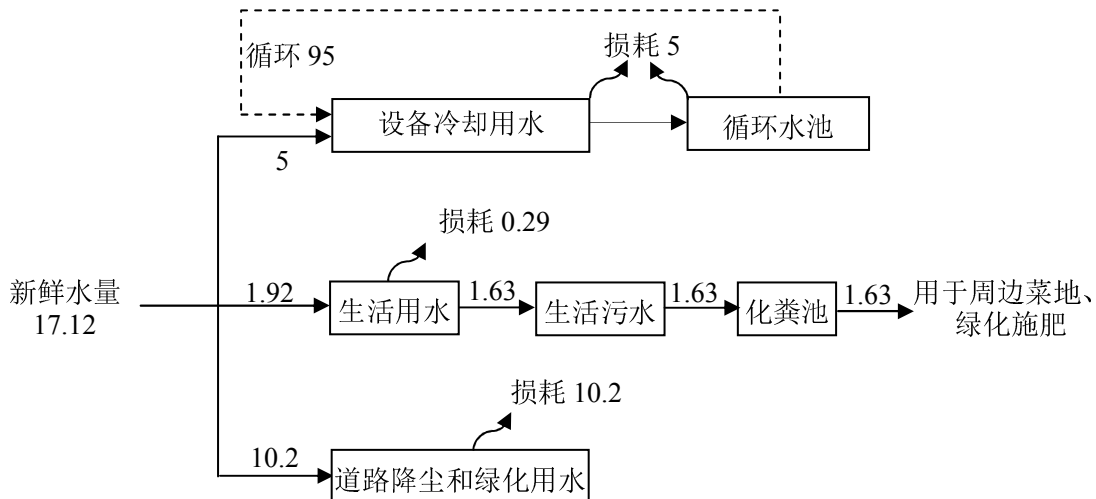 循环 95
损耗 5
设备冷却用水
循环水池
5
损耗 0.29
新鲜水量
17.12
1.92
生活用水
1.63
生活污水
1.63
化粪池
1.63
用于周边菜地、
绿化施肥
损耗 10.2
10.2
道路降尘和绿化用水